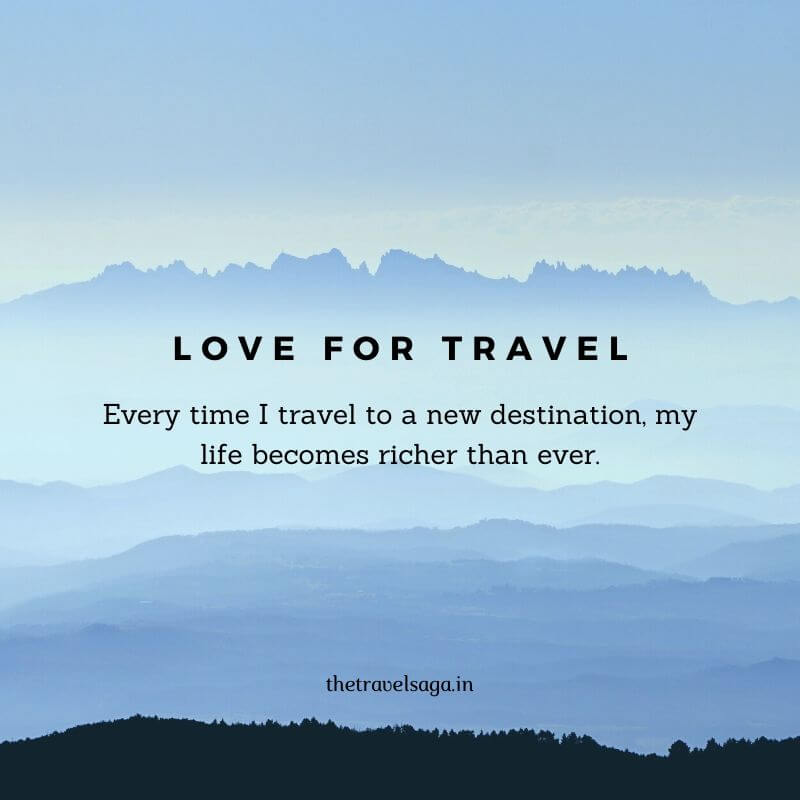 LOVE FOR TRAVEL
Every time I travel to a new destination, my
life becomes richer than ever.
thetravelsaga.in